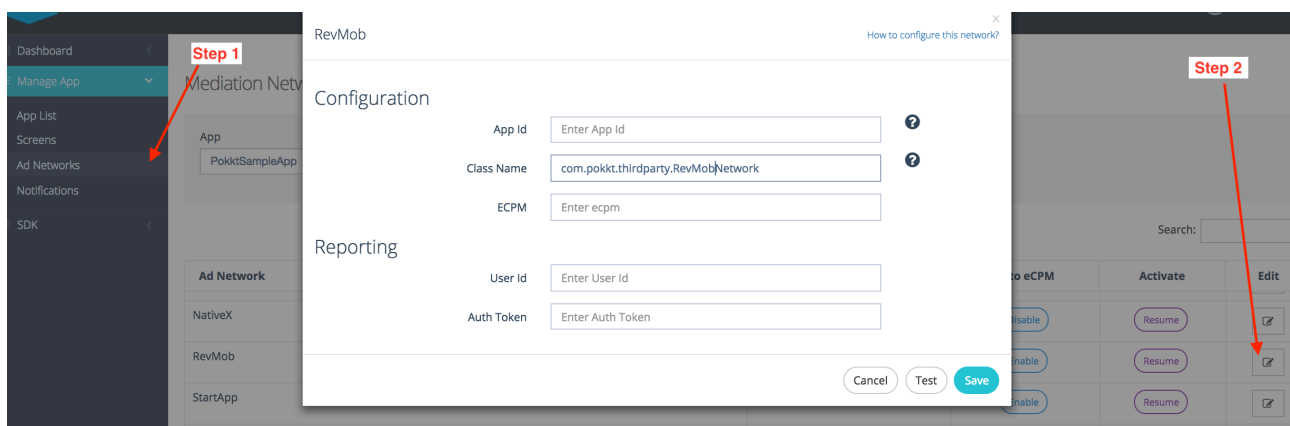 Dashboard
Step 1
Manage App
Mediation Netw
App List
Screens
App
Ad Networks
PokktSampleApp
Notifications
SDK
RevMob
x
How to configure this network?
Configuration
App Id
Enter App Id
Class Name
com.pokkt.thirdparty.RevMobNetwork
ECPM
Enter ecpm
Reporting
User Id
Enter User Id
Auth Token
Enter Auth Token
Cancel
Test
Save
Step 2
Search:
Ad Network
to eCPM
Activate
Edit
NativeX
Disable
Resume
RevMob
Enable
Resume
StartApp
Enable
Resume